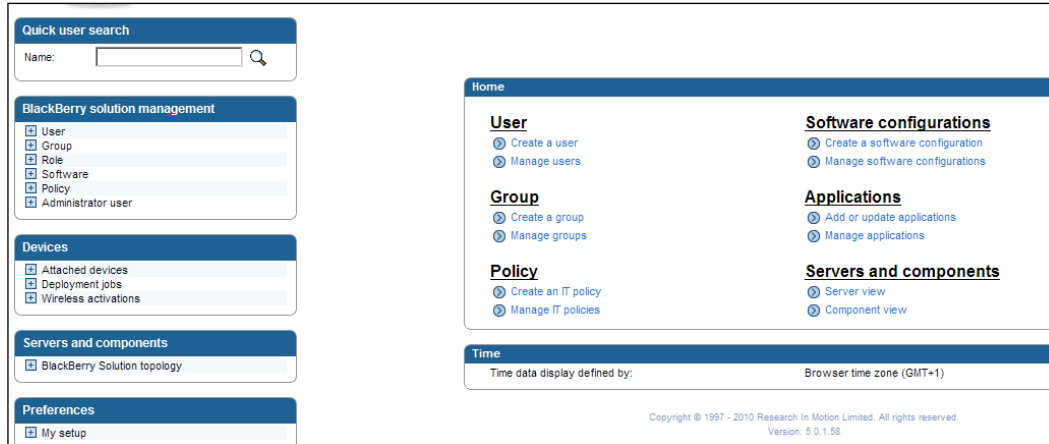 Quick user search
Name:
BlackBerry solution management
User
Group
Role
Software
Policy
Administrator user
Devices
Attached devices
Deployment jobs
Wireless activations
Servers and components
BlackBerry Solution topology
Preferences
My setup
Home
User
Create a user
Manage users
Group
Create a group
Manage groups
Policy
Create an IT policy
Manage IT policies
Software configurations
Create a software configuration
Manage software configurations
Applications
Add or update applications
Manage applications
Servers and components
Server view
Component view
Time
Time data display defined by: Browser time zone (GMT+1)
Copyright © 1997 - 2010 Research In Motion Limited. All rights reserved.
Version: 5.0.1.58